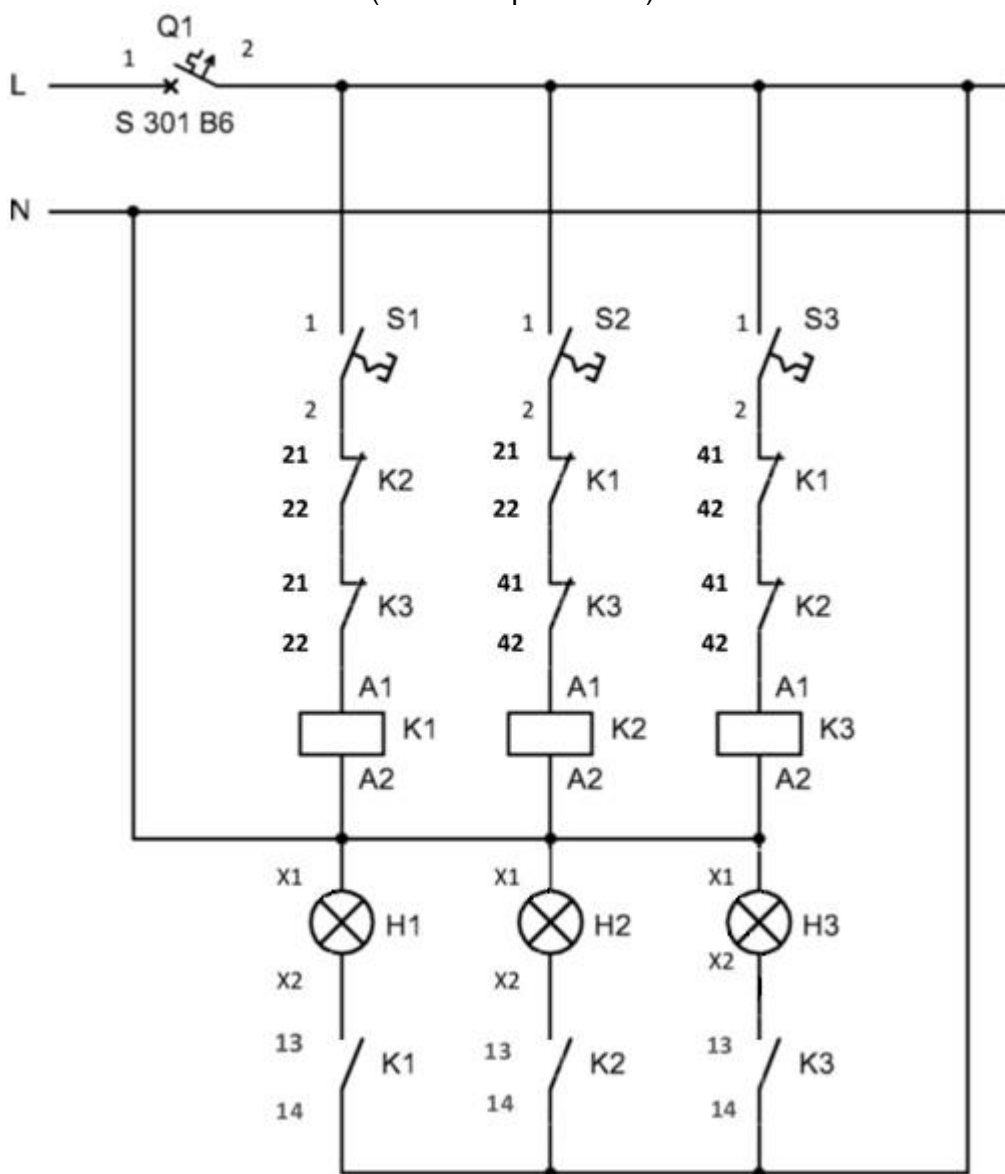 Q1
1 2
L
S 301 B6
N
1 S1 1 S2 1 S3
2 2 2
21 K2 21 K1 41 K1
22 22 42
21 K3 41 K3 41 K2
22 42 42
A1 A1 A1
K1 K2 K3
A2 A2 A2
X1 X1 X1
H1 H2 H3
X2 X2 X2
13 K1 13 K2 13 K3
14 14 14